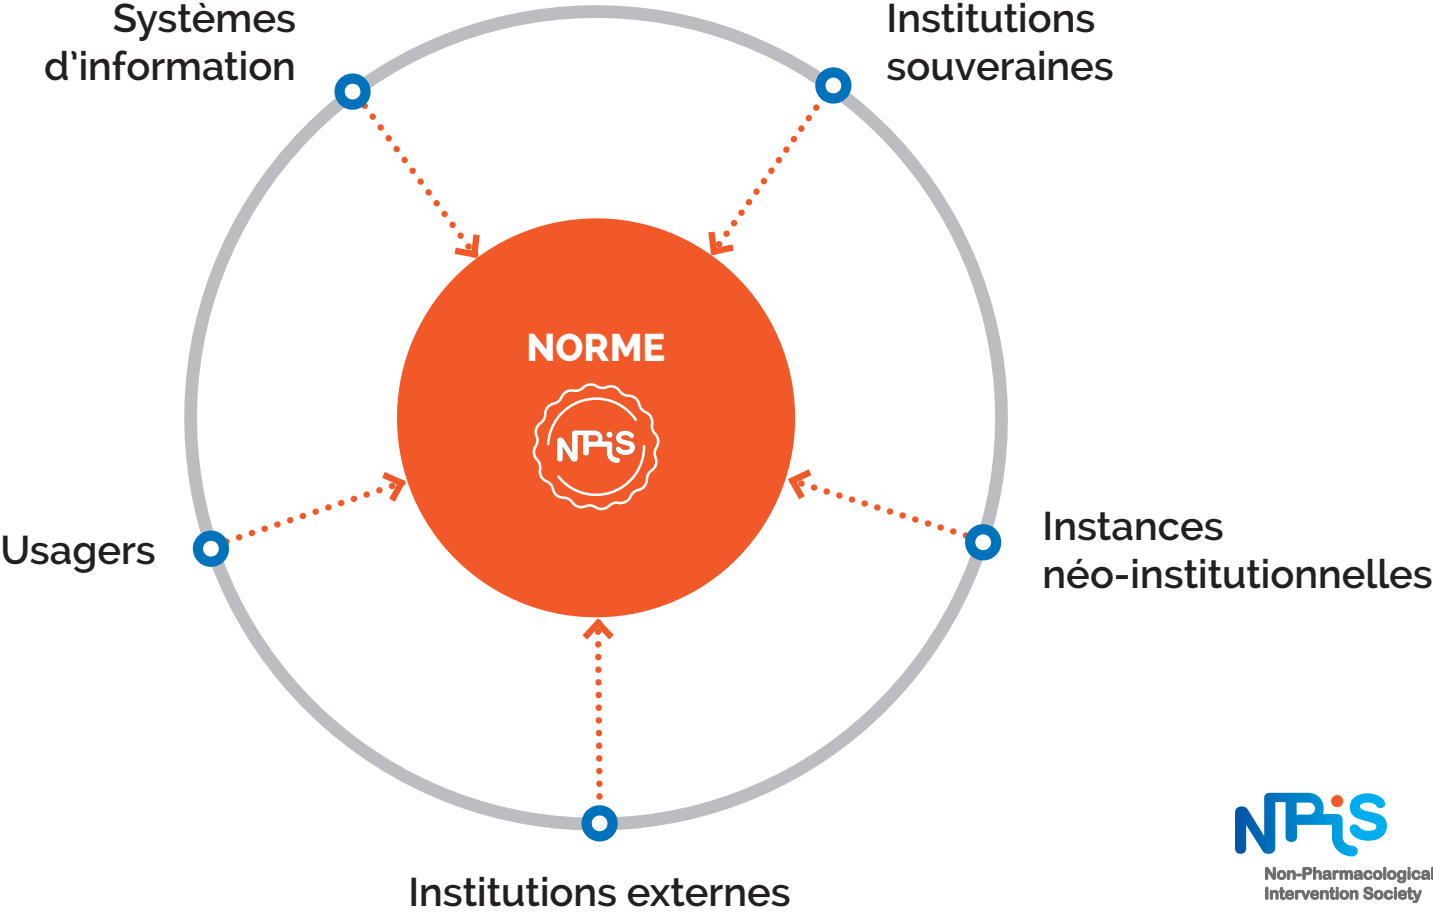 Systèmes
d'information
Institutions
souveraines
NORME
NPiS
Usagers
Instances
néo-institutionnelles
Institutions externes
NPiS
Non-Pharmacological
Intervention Society